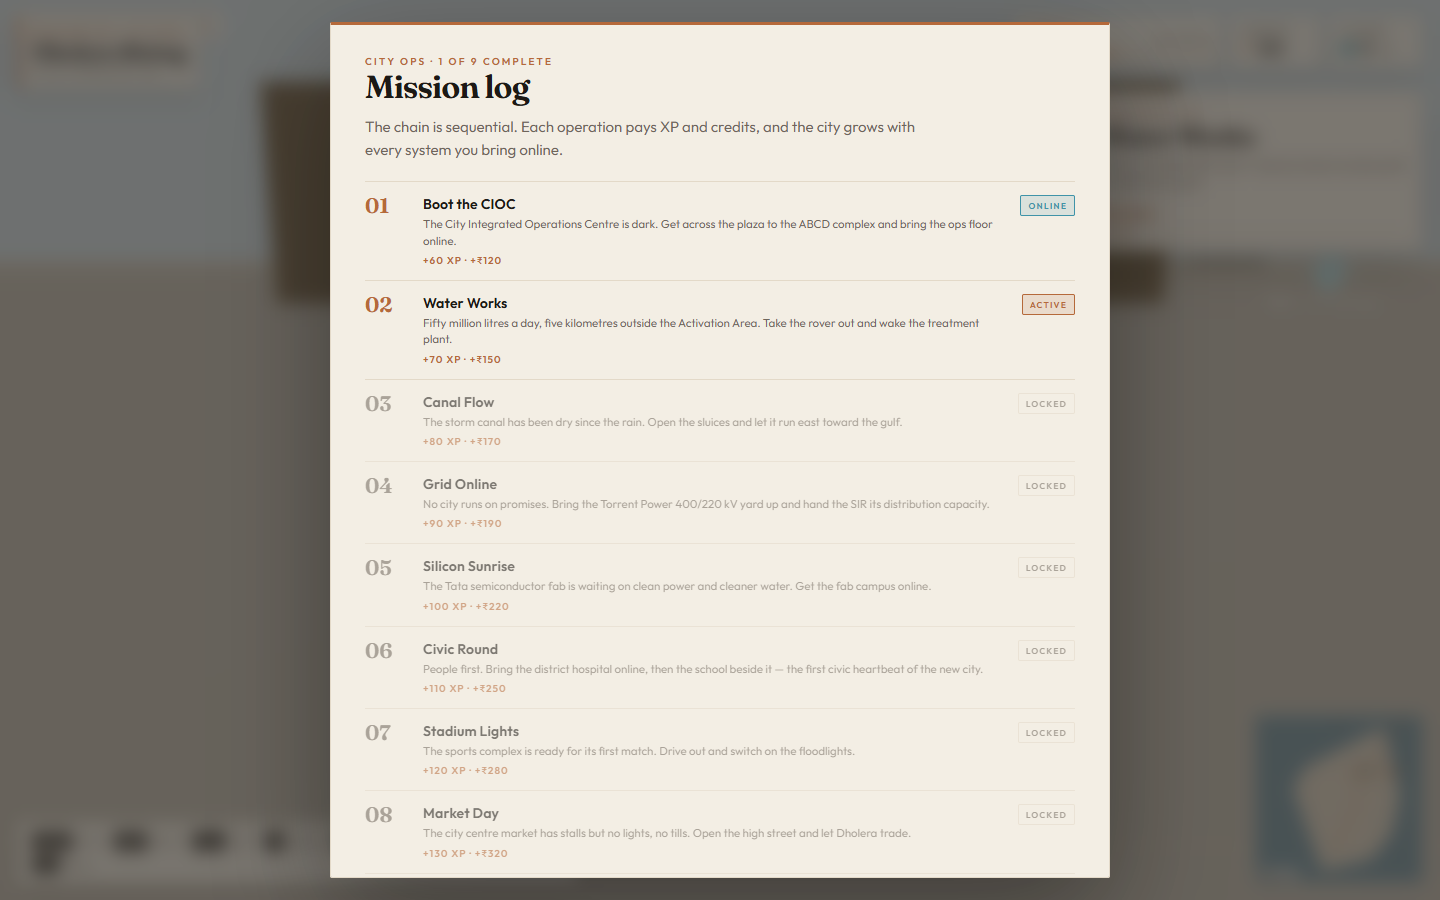 CITY OPS · 1 OF 9 COMPLETE
Mission log
The chain is sequential. Each operation pays XP and credits, and the city grows with
every system you bring online.
01
Boot the CIOC
ONLINE
The City Integrated Operations Centre is dark. Get across the plaza to the ABCD complex and bring the ops floor
online.
+60 XP · +₹120
02
Water Works
ACTIVE
Fifty million litres a day, five kilometres outside the Activation Area. Take the rover out and wake the treatment
plant.
+70 XP · +₹150
03
Canal Flow
LOCKED
The storm canal has been dry since the rain. Open the sluices and let it run east toward the gulf.
+80 XP · +₹170
04
Grid Online
LOCKED
No city runs on promises. Bring the Torrent Power 400/220 kV yard up and hand the SIR its distribution capacity.
+90 XP · +₹190
05
Silicon Sunrise
LOCKED
The Tata semiconductor fab is waiting on clean power and cleaner water. Get the fab campus online.
+100 XP · +₹220
06
Civic Round
LOCKED
People first. Bring the district hospital online, then the school beside it — the first civic heartbeat of the new city.
+110 XP · +₹250
07
Stadium Lights
LOCKED
The sports complex is ready for its first match. Drive out and switch on the floodlights.
+120 XP · +₹280
08
Market Day
LOCKED
The city centre market has stalls but no lights, no tills. Open the high street and let Dholera trade.
+130 XP · +₹320